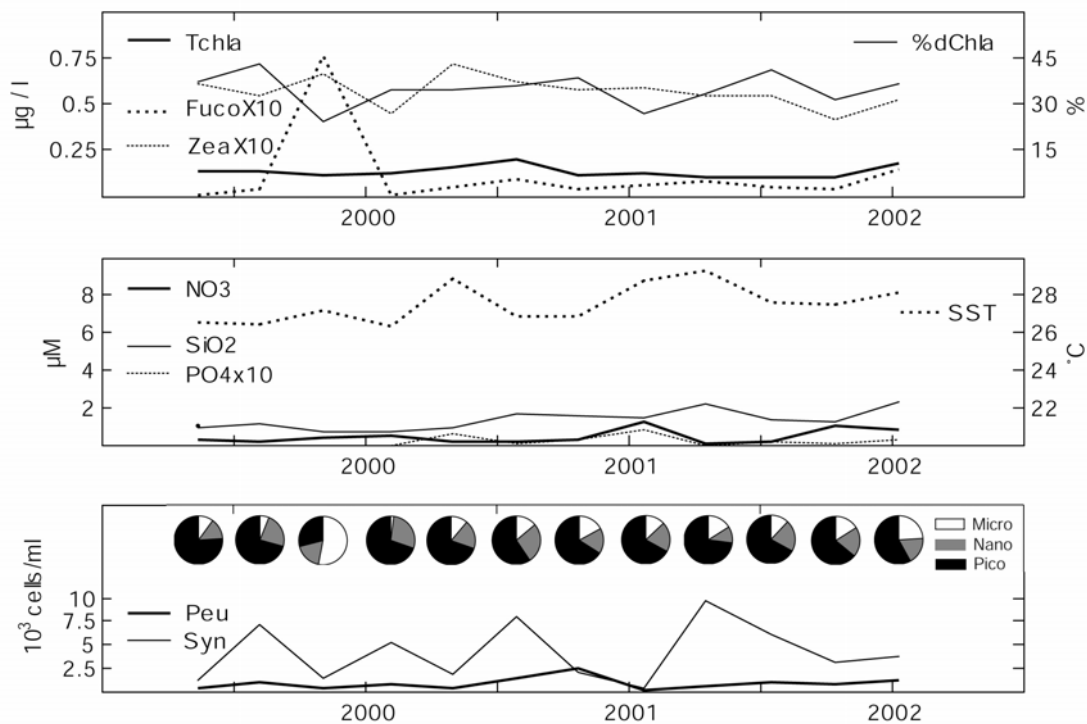 Tchla
%dChla
0.75
45
µg / l
FucoX10
0.5
30
%
ZeaX10
0.25
15
2000
2001
2002
NO3
8
28
SST
6
26
µM
SiO2
°C
4
24
PO4x10
2
22
2000
2001
2002
Micro
Nano
Pico
10³ cells/ml
10
Peu
7.5
Syn
5
2.5
2000
2001
2002